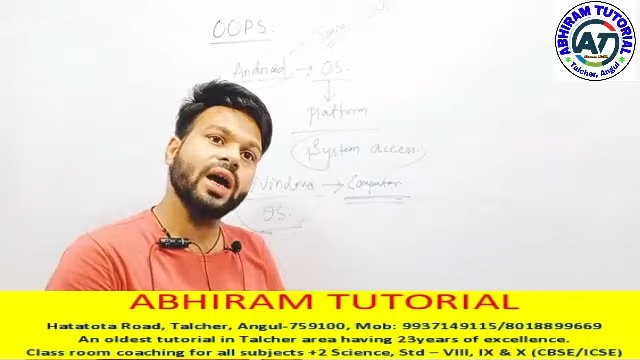 OOPS.
Android → OS.
Platform
System access
Windows → Computer
OS.
ABHIRAM TUTORIAL
AT
Talcher, Angul
ABHIRAM TUTORIAL
Hatatota Road, Talcher, Angul-759100, Mob: 9937149115/8018899669
An oldest tutorial in Talcher area having 23years of excellence.
Class room coaching for all subjects +2 Science, Std – VIII, IX & X (CBSE/ICSE)